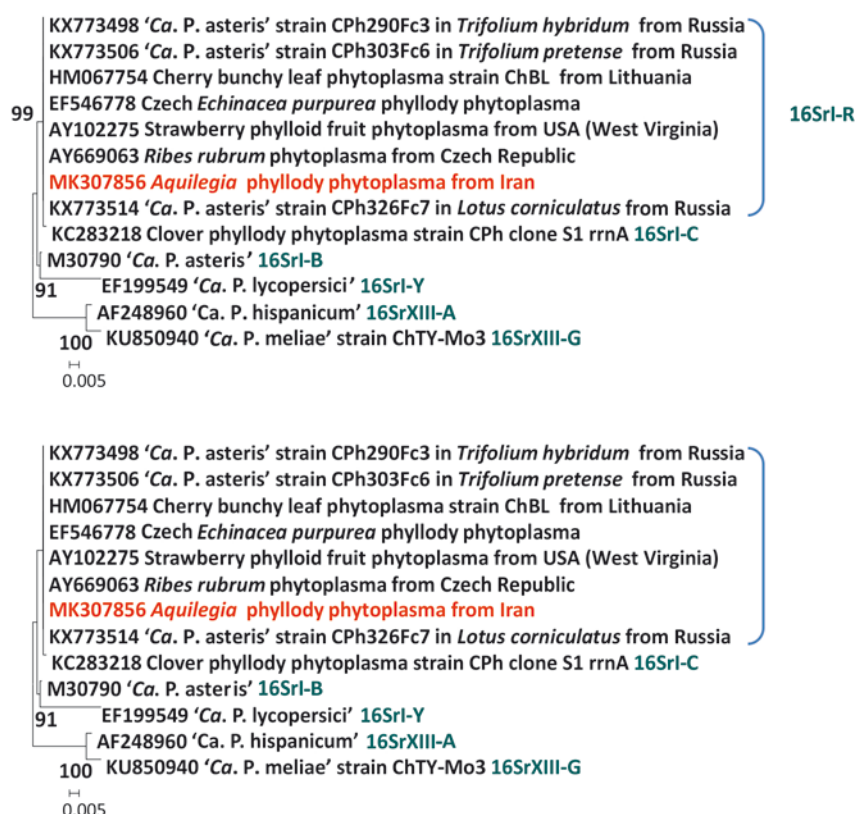 KX773498 ‘Ca. P. asteris’ strain CPh290Fc3 in Trifolium hybridum from Russia
KX773506 ‘Ca. P. asteris’ strain CPh303Fc6 in Trifolium pretense from Russia
HM067754 Cherry bunchy leaf phytoplasma strain ChBL from Lithuania
EF546778 Czech Echinacea purpurea phyllody phytoplasma
99
16SrI-R
AY102275 Strawberry phylloid fruit phytoplasma from USA (West Virginia)
AY669063 Ribes rubrum phytoplasma from Czech Republic
MK307856 Aquilegia phyllody phytoplasma from Iran
KX773514 ‘Ca. P. asteris’ strain CPh326Fc7 in Lotus corniculatus from Russia
KC283218 Clover phyllody phytoplasma strain CPh clone S1 rrnA 16SrI-C
M30790 ‘Ca. P. asteris’ 16SrI-B
EF199549 ‘Ca. P. lycopersici’ 16SrI-Y
91
AF248960 ‘Ca. P. hispanicum’ 16SrXIII-A
KU850940 ‘Ca. P. meliae’ strain ChTY-Mo3 16SrXIII-G
100
0.005
KX773498 ‘Ca. P. asteris’ strain CPh290Fc3 in Trifolium hybridum from Russia
KX773506 ‘Ca. P. asteris’ strain CPh303Fc6 in Trifolium pretense from Russia
HM067754 Cherry bunchy leaf phytoplasma strain ChBL from Lithuania
EF546778 Czech Echinacea purpurea phyllody phytoplasma
AY102275 Strawberry phylloid fruit phytoplasma from USA (West Virginia)
AY669063 Ribes rubrum phytoplasma from Czech Republic
MK307856 Aquilegia phyllody phytoplasma from Iran
KX773514 ‘Ca. P. asteris’ strain CPh326Fc7 in Lotus corniculatus from Russia
KC283218 Clover phyllody phytoplasma strain CPh clone S1 rrnA 16SrI-C
M30790 ‘Ca. P. asteris’ 16SrI-B
EF199549 ‘Ca. P. lycopersici’ 16SrI-Y
91
AF248960 ‘Ca. P. hispanicum’ 16SrXIII-A
KU850940 ‘Ca. P. meliae’ strain ChTY-Mo3 16SrXIII-G
100
0.005